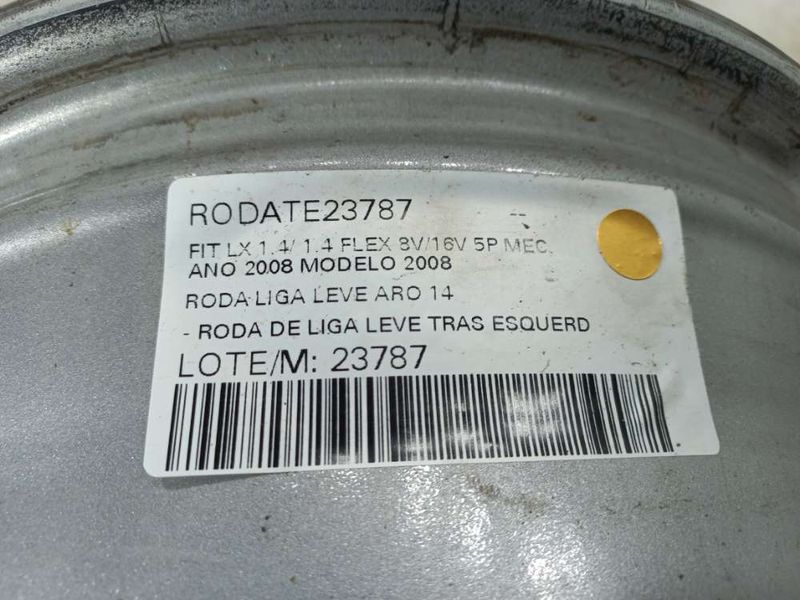 RODATE23787 --
FIT LX 1.4/ 1.4 FLEX 8V/16V 5P MEC.
ANO 2008 MODELO 2008
RODA LIGA LEVE ARO 14
- RODA DE LIGA LEVE TRAS ESQUERD
LOTE/M: 23787